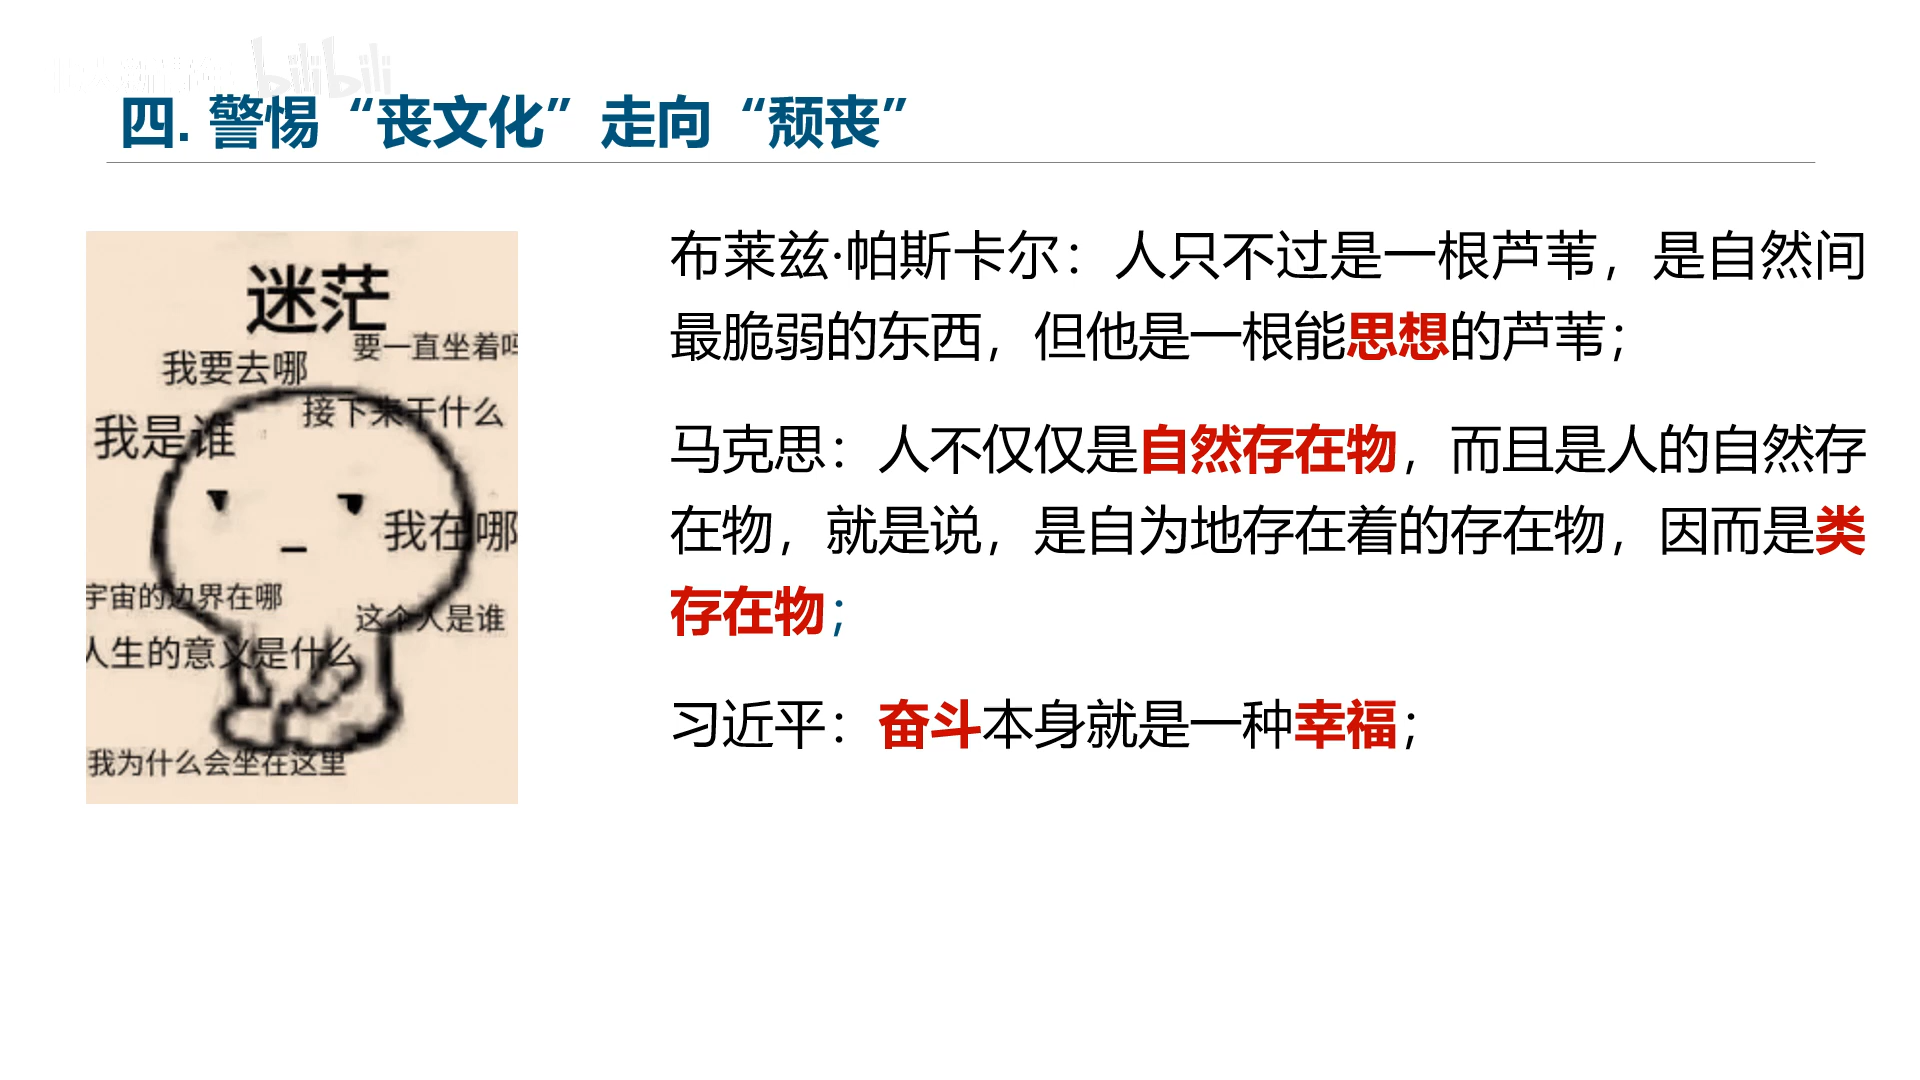 bilibili
四. 警惕“丧文化”走向“颓丧”
迷茫
要一直坐着吗
我要去哪
接下来干什么
我是谁
我在哪
宇宙的边界在哪
这个人是谁
人生的意义是什么
我为什么会坐在这里
布莱兹·帕斯卡尔：人只不过是一根芦苇，是自然间
最脆弱的东西，但他是一根能思想的芦苇；
马克思：人不仅仅是自然存在物，而且是人的自然存
在物，就是说，是自为地存在着的存在物，因而是类
存在物；
习近平：奋斗本身就是一种幸福；